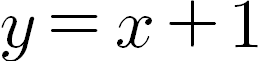 y = x + 1